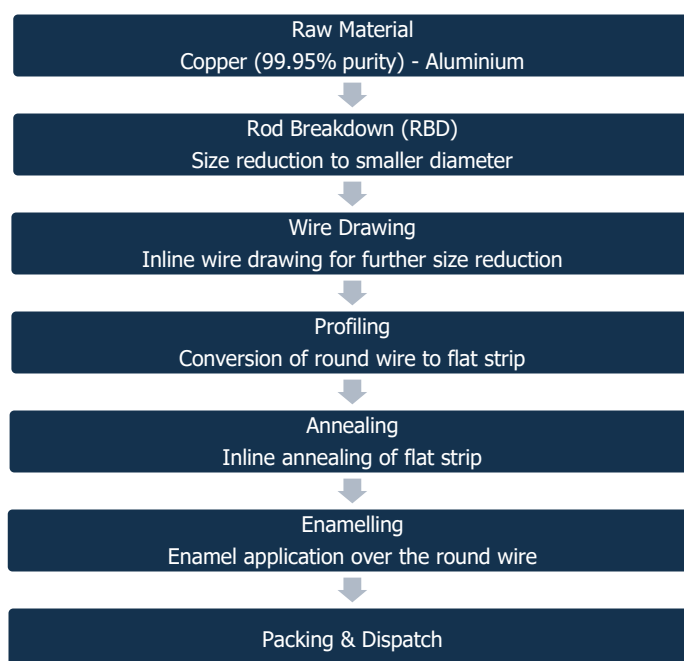 Raw Material
Copper (99.95% purity) - Aluminium
Rod Breakdown (RBD)
Size reduction to smaller diameter
Wire Drawing
Inline wire drawing for further size reduction
Profiling
Conversion of round wire to flat strip
Annealing
Inline annealing of flat strip
Enamelling
Enamel application over the round wire
Packing & Dispatch